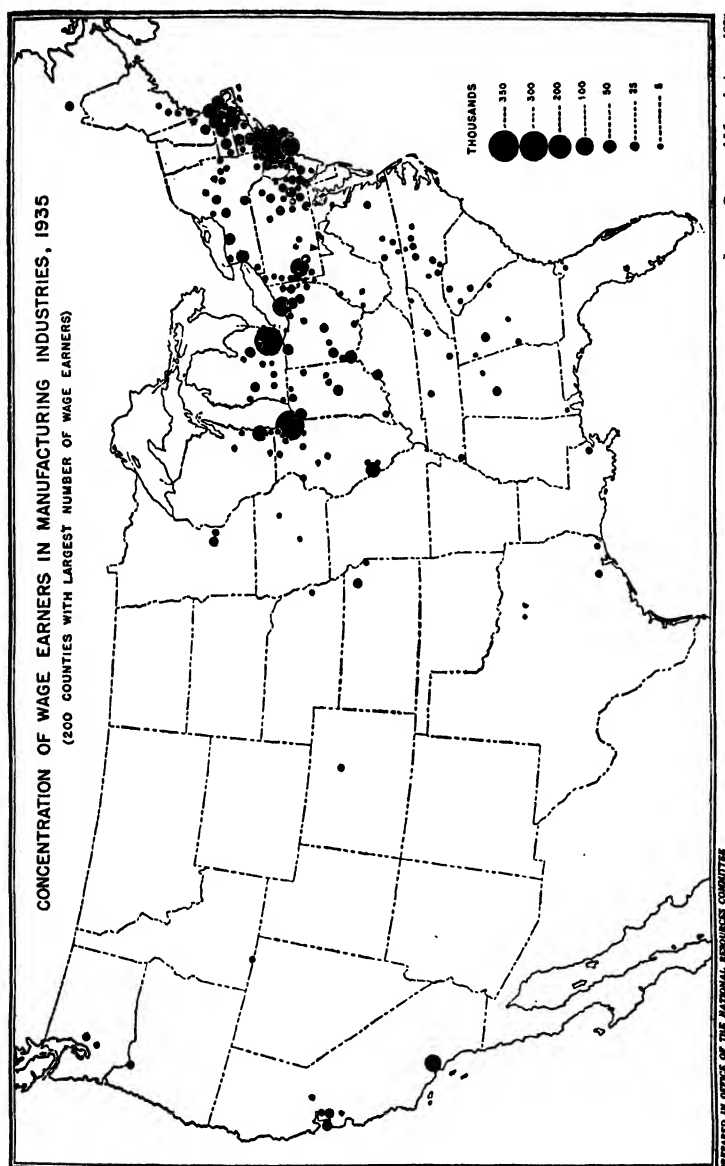 CONCENTRATION OF WAGE EARNERS IN MANUFACTURING INDUSTRIES, 1935
(200 COUNTIES WITH LARGEST NUMBER OF WAGE EARNERS)
THOUSANDS
350
300
200
100
50
25
5
PREPARED IN OFFICE OF THE NATIONAL RESOURCES COMMITTEE